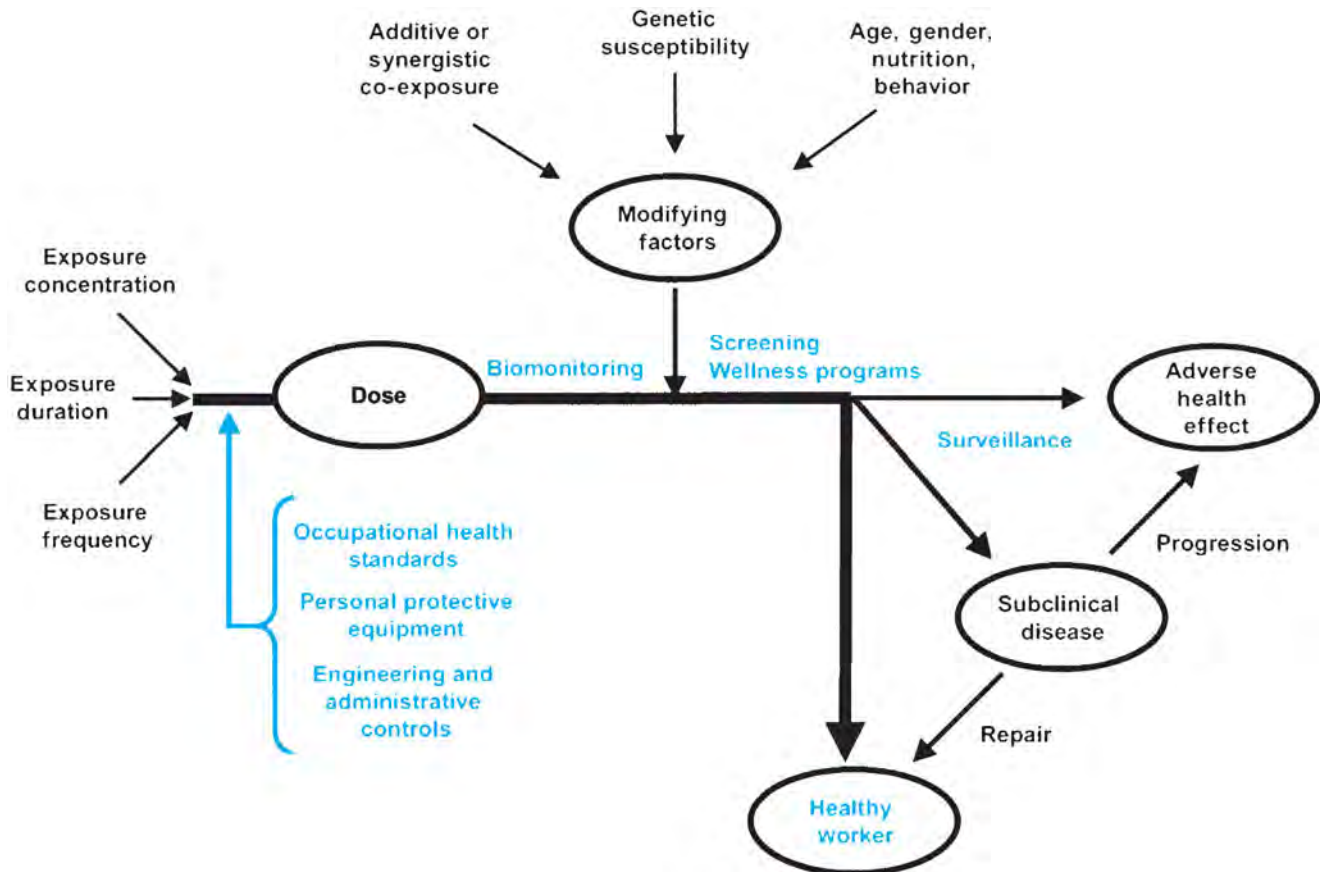 Additive or
synergistic
co-exposure
Genetic
susceptibility
Age, gender,
nutrition,
behavior
Modifying
factors
Exposure
concentration
Exposure
duration
Exposure
frequency
Dose
Biomonitoring
Screening
Wellness programs
Surveillance
Adverse
health
effect
Occupational health
standards
Personal protective
equipment
Engineering and
administrative
controls
Progression
Subclinical
disease
Repair
Healthy
worker